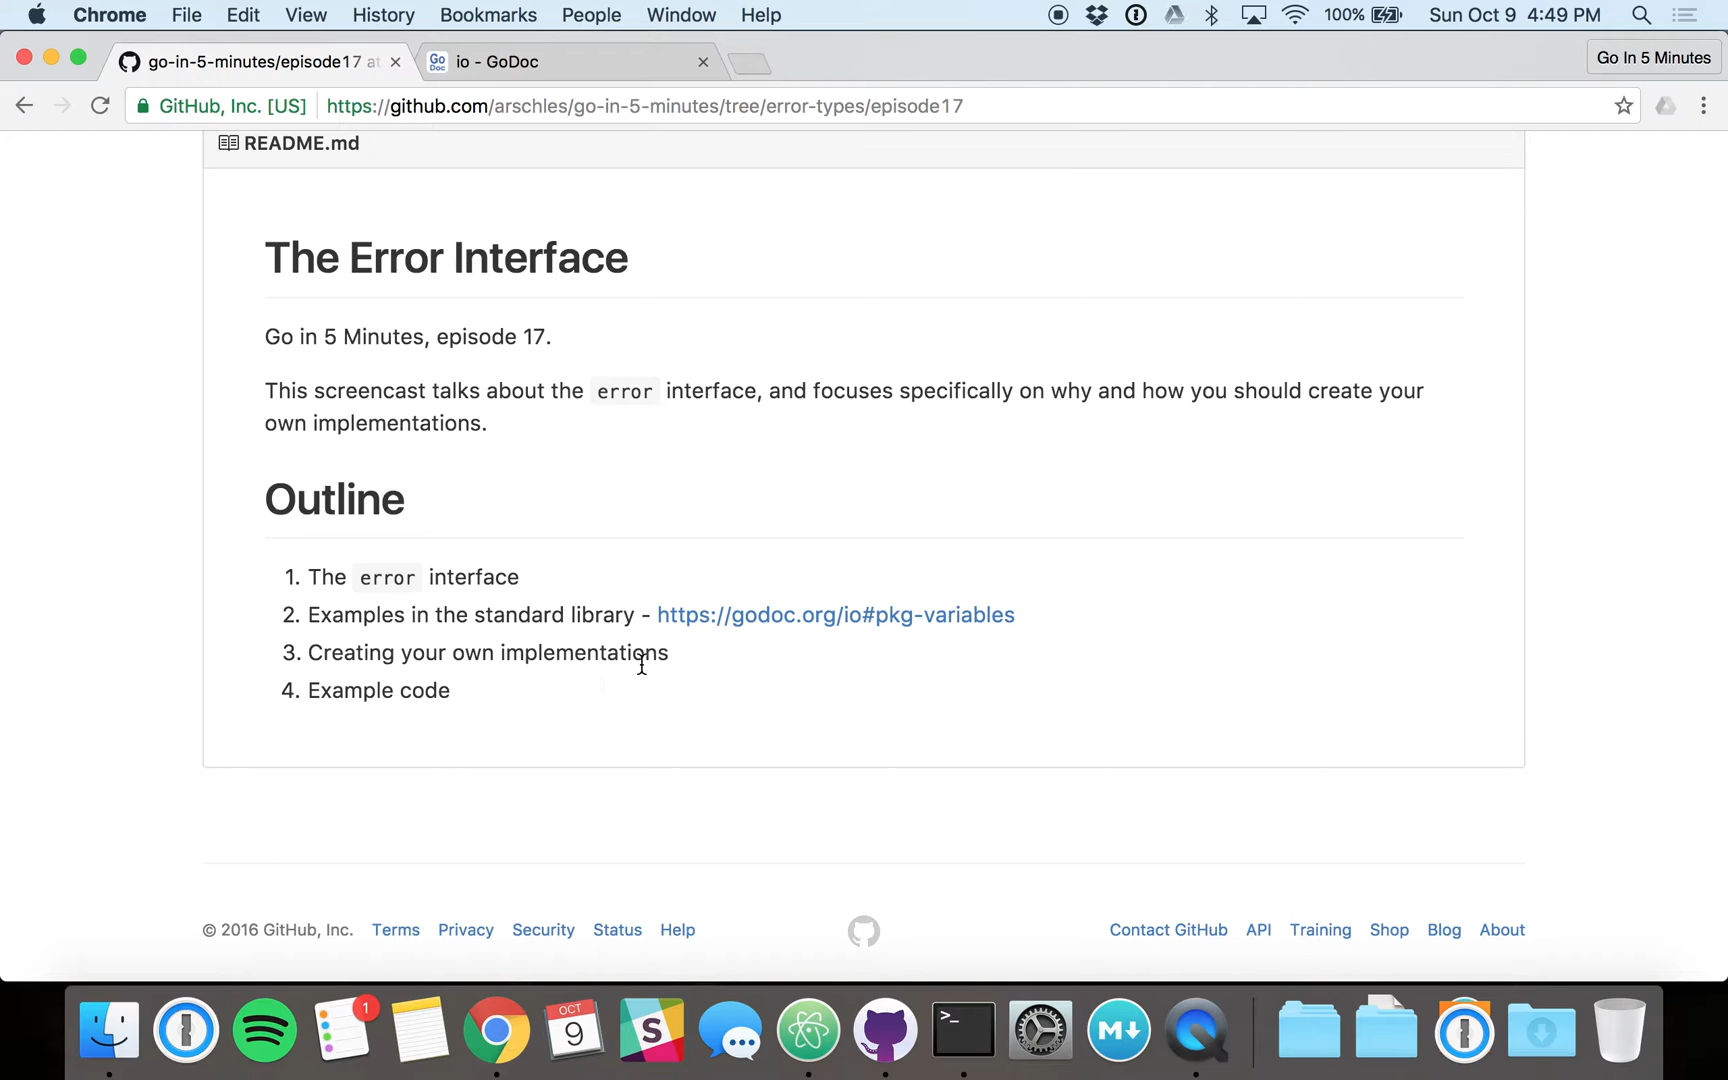 Chrome File Edit View History Bookmarks People Window Help 100% Sun Oct 9 4:49 PM
go-in-5-minutes/episode17 at io - GoDoc Go In 5 Minutes
GitHub, Inc. [US] https://github.com/arschles/go-in-5-minutes/tree/error-types/episode17
README.md
The Error Interface
Go in 5 Minutes, episode 17.
This screencast talks about the error interface, and focuses specifically on why and how you should create your
own implementations.
Outline
1. The error interface
2. Examples in the standard library - https://godoc.org/io#pkg-variables
3. Creating your own implementations
4. Example code
© 2016 GitHub, Inc. Terms Privacy Security Status Help Contact GitHub API Training Shop Blog About
1
OCT
9
S
>_
M